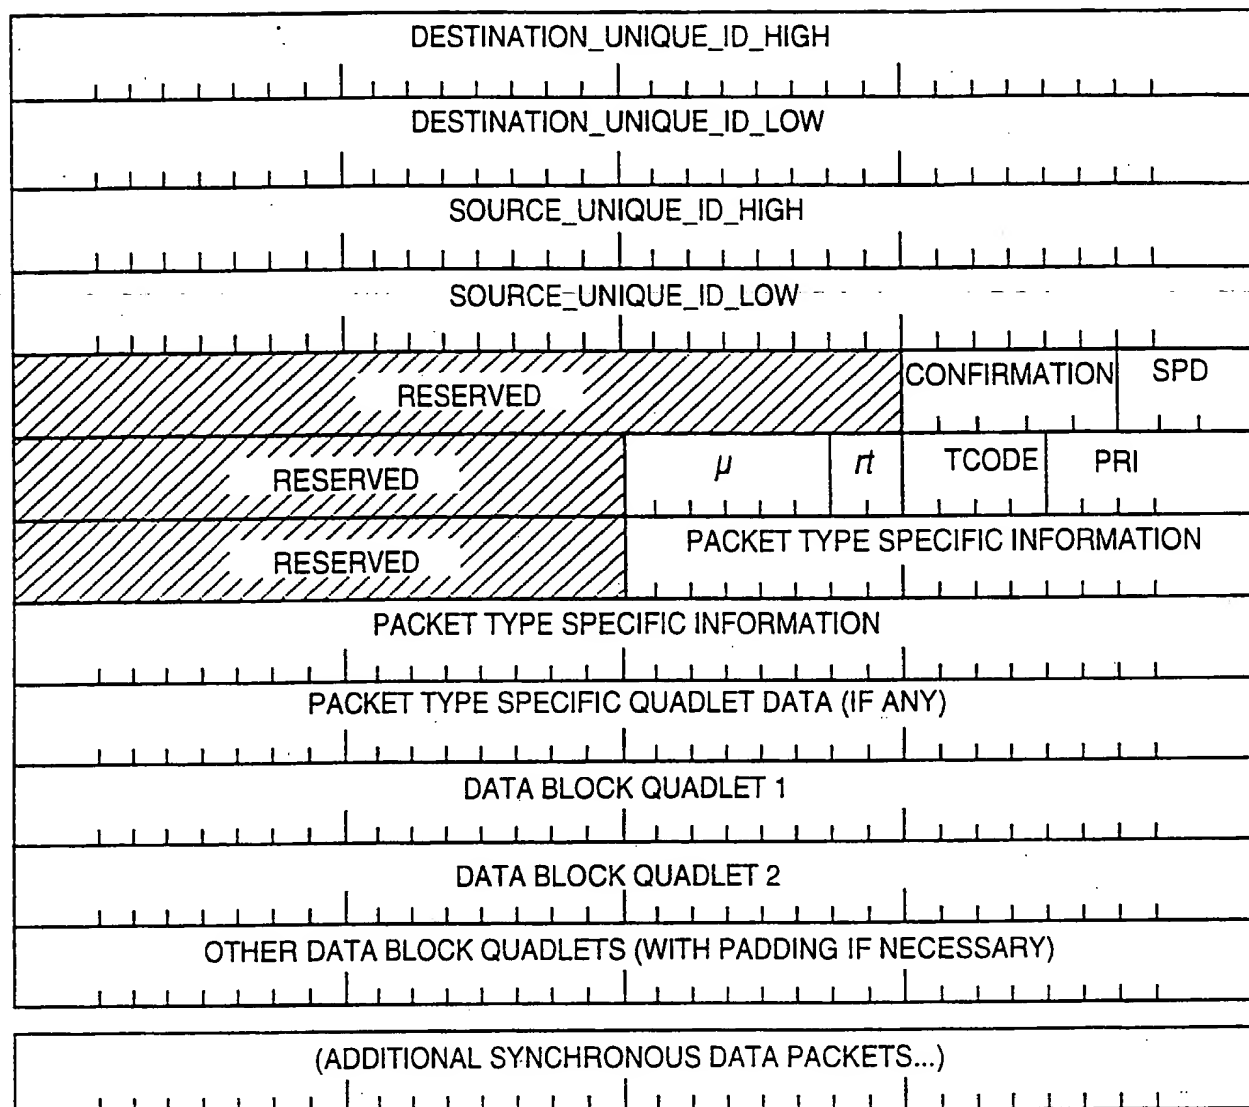 DESTINATION_UNIQUE_ID_HIGH
DESTINATION_UNIQUE_ID_LOW
SOURCE_UNIQUE_ID_HIGH
SOURCE_UNIQUE_ID_LOW
RESERVED CONFIRMATION SPD
RESERVED μ rt TCODE PRI
RESERVED PACKET TYPE SPECIFIC INFORMATION
PACKET TYPE SPECIFIC INFORMATION
PACKET TYPE SPECIFIC QUADLET DATA (IF ANY)
DATA BLOCK QUADLET 1
DATA BLOCK QUADLET 2
OTHER DATA BLOCK QUADLETS (WITH PADDING IF NECESSARY)
(ADDITIONAL SYNCHRONOUS DATA PACKETS...)